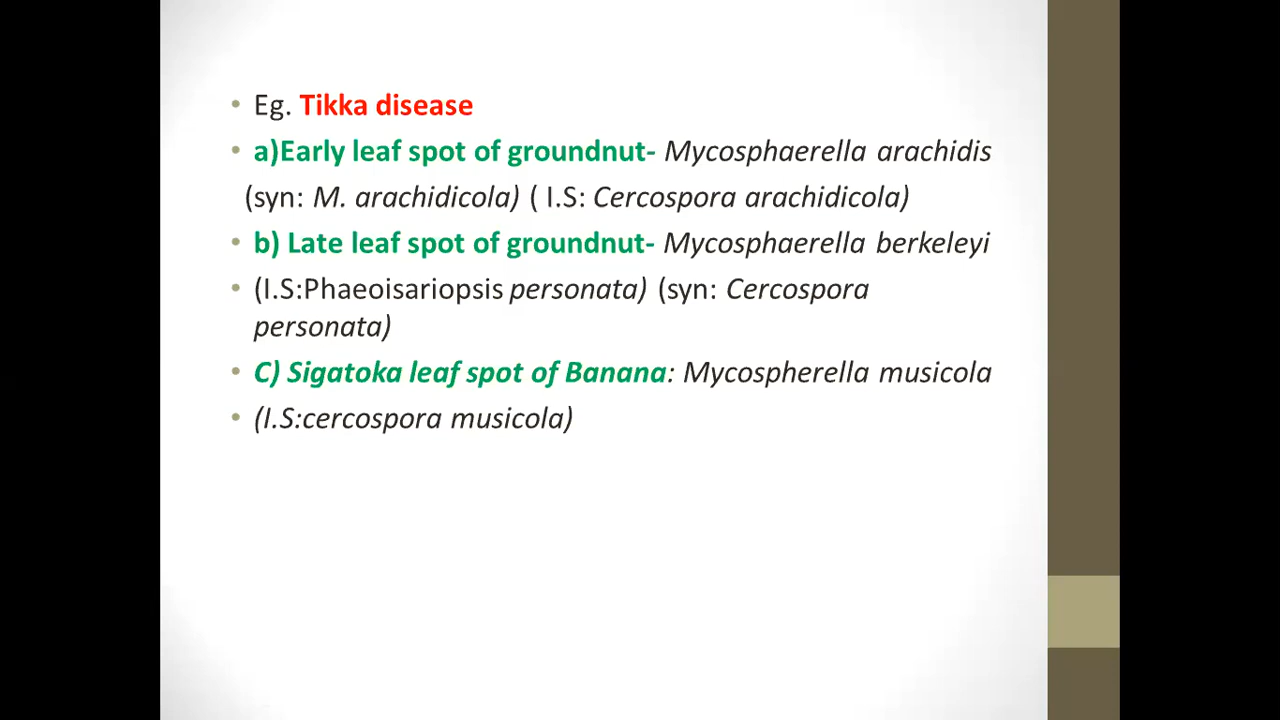 • Eg. Tikka disease
• a)Early leaf spot of groundnut- Mycosphaerella arachidis
(syn: M. arachidicola) ( I.S: Cercospora arachidicola)
• b) Late leaf spot of groundnut- Mycosphaerella berkeleyi
• (I.S:Phaeoisariopsis personata) (syn: Cercospora
personata)
• C) Sigatoka leaf spot of Banana: Mycospherella musicola
• (I.S:cercospora musicola)